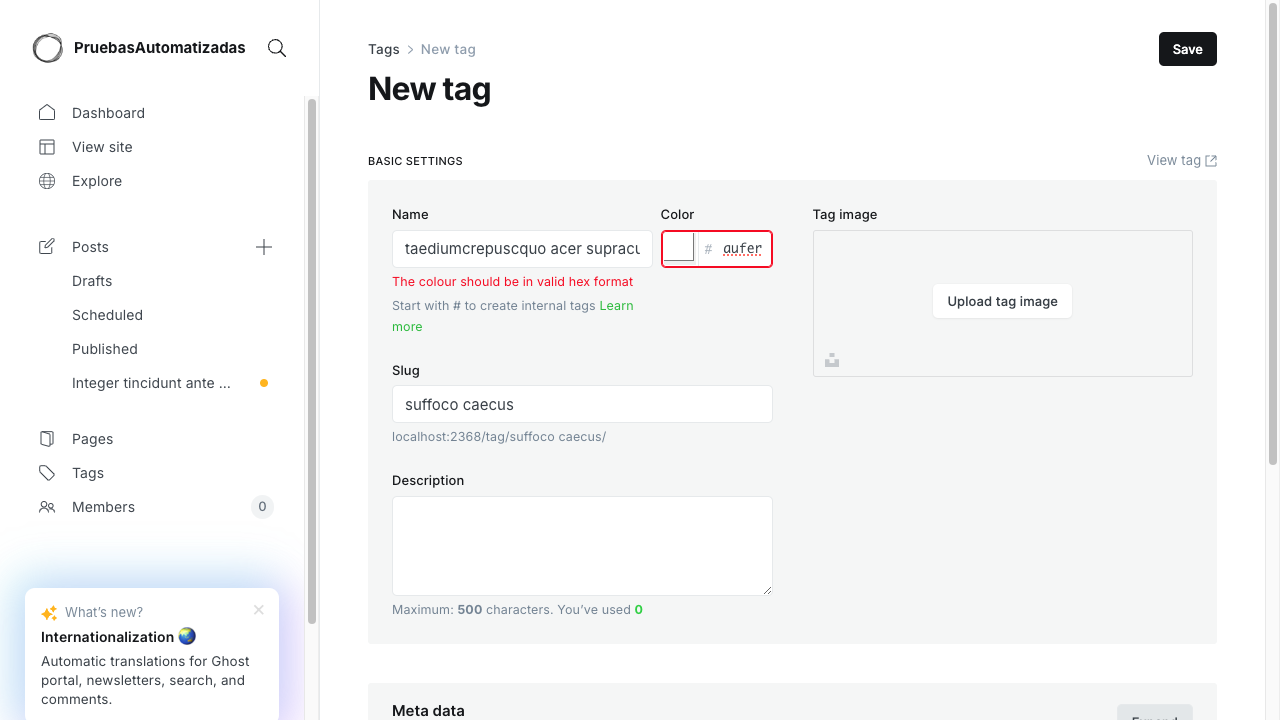 PruebasAutomatizadas
Dashboard
View site
Explore
Posts
Drafts
Scheduled
Published
Integer tincidunt ante ...
Pages
Tags
Members
0
What's new?
Internationalization
Automatic translations for Ghost
portal, newsletters, search, and
comments.
Tags
New tag
Save
New tag
BASIC SETTINGS
View tag
Name
taediumcrepuscquo acer supracu
The colour should be in valid hex format
Start with # to create internal tags Learn
more
Color
# aufer
Slug
suffoco caecus
localhost:2368/tag/suffoco caecus/
Description
Maximum: 500 characters. You've used 0
Tag image
Upload tag image
Meta data
Expand